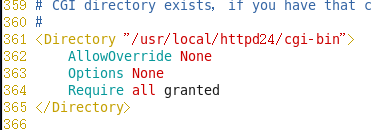 359 # CGI directory exists, if you have that c
360 #
361 <Directory "/usr/local/httpd24/cgi-bin">
362     AllowOverride None
363     Options None
364     Require all granted
365 </Directory>
366